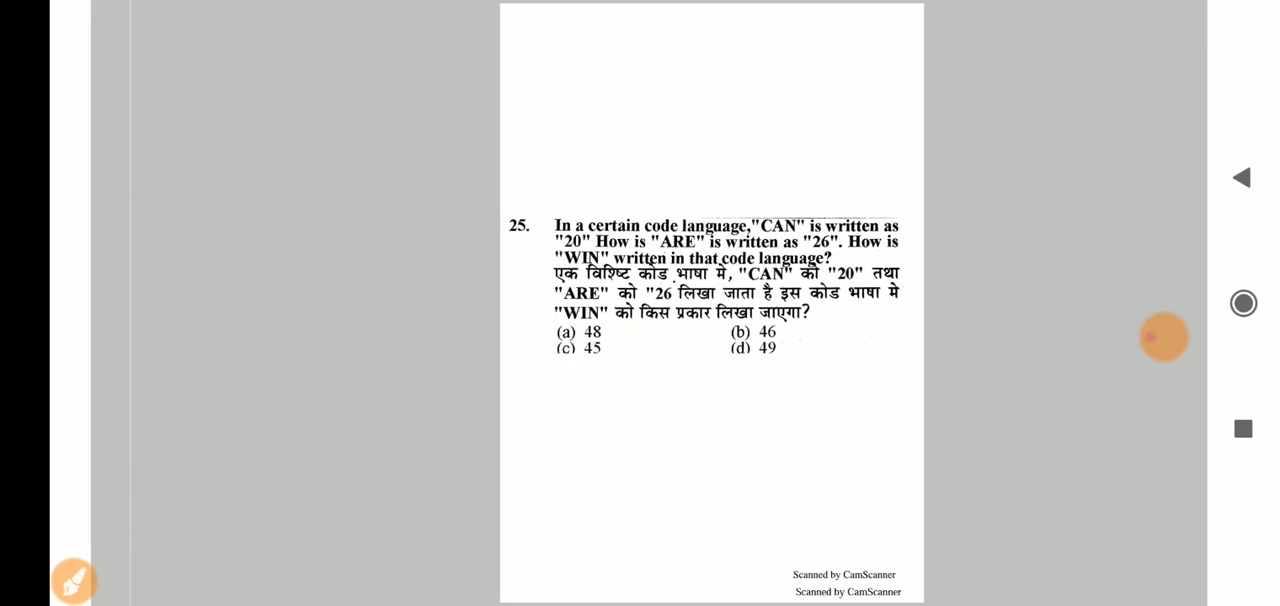 25. In a certain code language,"CAN" is written as
"20" How is "ARE" is written as "26". How is
"WIN" written in that code language?
एक विशिष्ट कोड भाषा मे, "CAN" को "20" तथा
"ARE" को "26 लिखा जाता है इस कोड भाषा मे
"WIN" को किस प्रकार लिखा जाएगा?
(a) 48 (b) 46
(c) 45 (d) 49
Scanned by CamScanner
Scanned by CamScanner